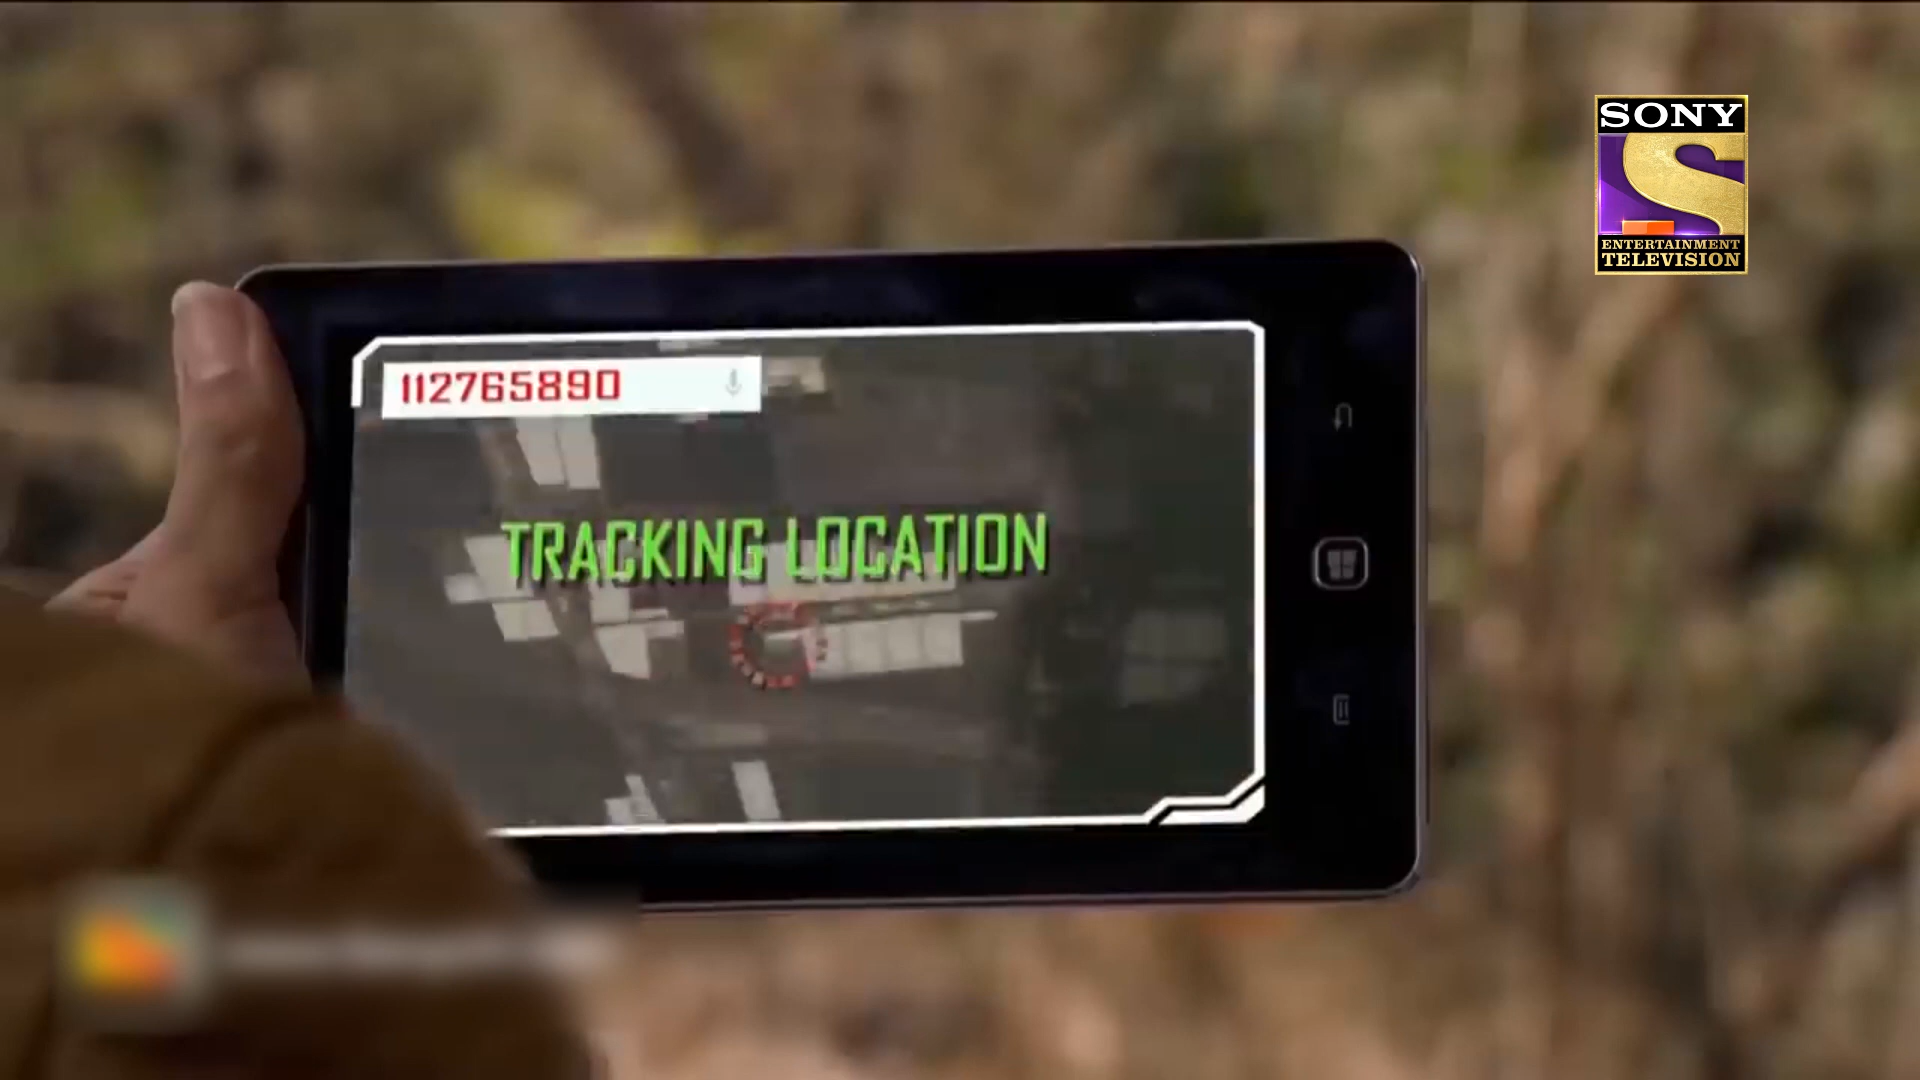 SONY
ENTERTAINMENT
TELEVISION
112765890
TRACKING LOCATION